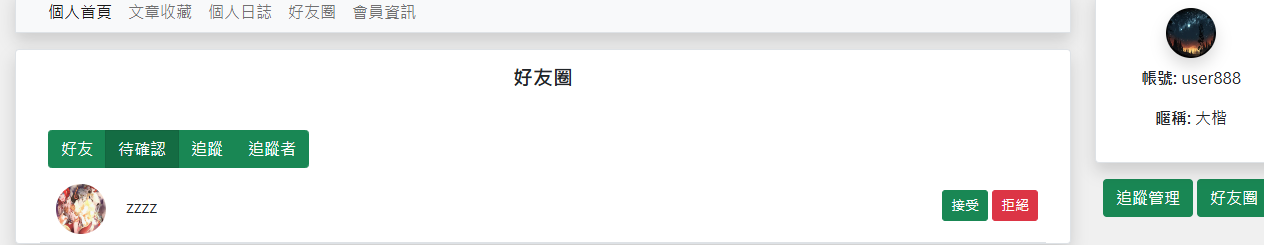 個人首頁 文章收藏 個人日誌 好友圈 會員資訊
好友圈
好友 待確認 追蹤 追蹤者
zzzz 接受 拒絕
帳號: user888
暱稱: 大楷
追蹤管理 好友圈